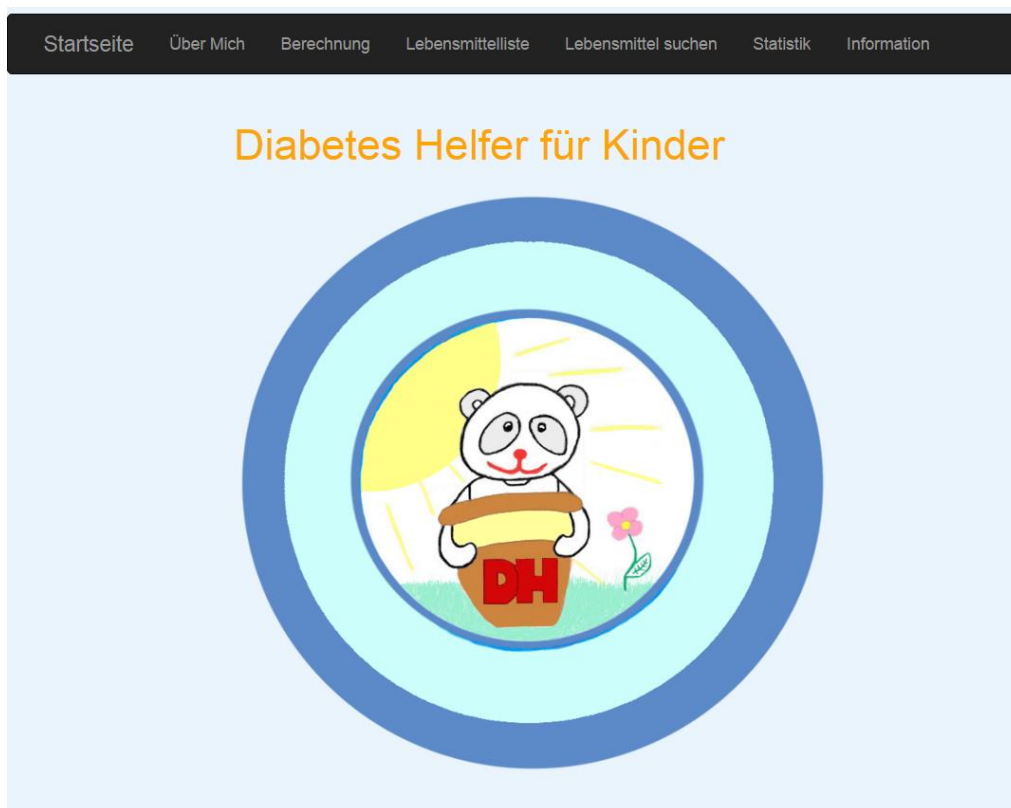 Startseite Über Mich Berechnung Lebensmittelliste Lebensmittel suchen Statistik Information
Diabetes Helfer für Kinder
DH